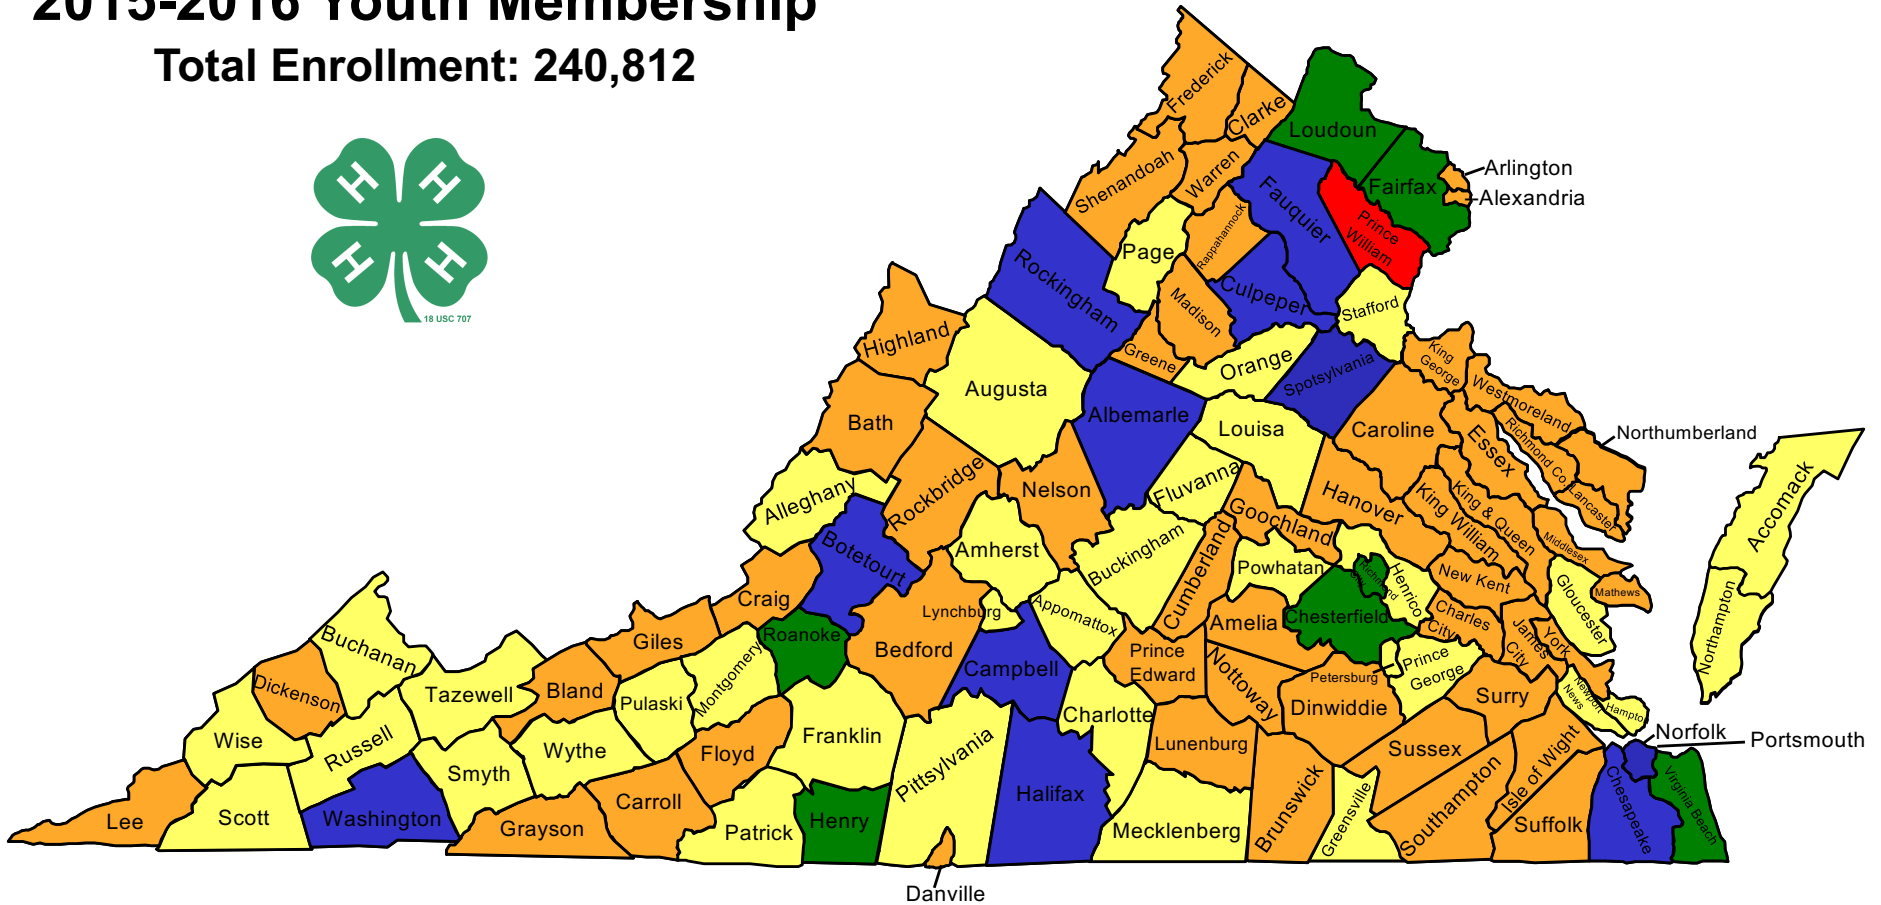 2015-2016 Youth Membership
Total Enrollment: 240,812
H H
H H
18 USC 707
Frederick
Clarke
Loudoun
Shenandoah
Warren
Fairfax
Arlington
Alexandria
Fauquier
Prince
William
Page
Rappahannock
Rockingham
Culpeper
Madison
Stafford
Highland
Greene
Orange
Spotsylvania
King
George
Westmoreland
Augusta
Albemarle
Louisa
Caroline
Bath
Essex
Richmond Co.
Northumberland
Lancaster
Alleghany
Rockbridge
Nelson
Fluvanna
Goochland
Hanover
King William
King & Queen
Middlesex
Accomack
Botetourt
Amherst
Buckingham
Cumberland
Powhatan
Richmond
Henrico
New Kent
Gloucester
Mathews
Northampton
Craig
Lynchburg
Appomattox
Amelia
Chesterfield
Charles
City
James
City
York
Buchanan
Giles
Roanoke
Bedford
Campbell
Prince
Edward
Nottoway
Petersburg
Prince
George
Newport
News
Hampton
Dickenson
Tazewell
Bland
Pulaski
Montgomery
Charlotte
Dinwiddie
Surry
Wise
Russell
Wythe
Floyd
Franklin
Pittsylvania
Lunenburg
Sussex
Isle of Wight
Norfolk
Portsmouth
Smyth
Carroll
Halifax
Southampton
Chesapeake
Virginia Beach
Lee
Scott
Washington
Grayson
Patrick
Henry
Mecklenberg
Brunswick
Greensville
Suffolk
Danville